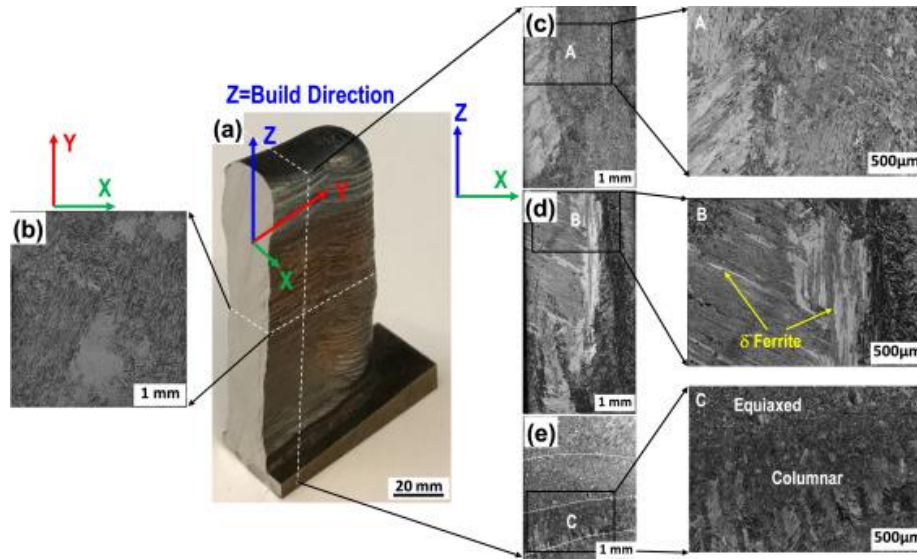 Z=Build Direction
(a)
Z
Y
X
20 mm
Y
X
(b)
1 mm
Z
X
(c)
A
1 mm
A
500μm
(d)
B
1 mm
B
δ Ferrite
500μm
(e)
C
1 mm
C
Equiaxed
Columnar
500μm